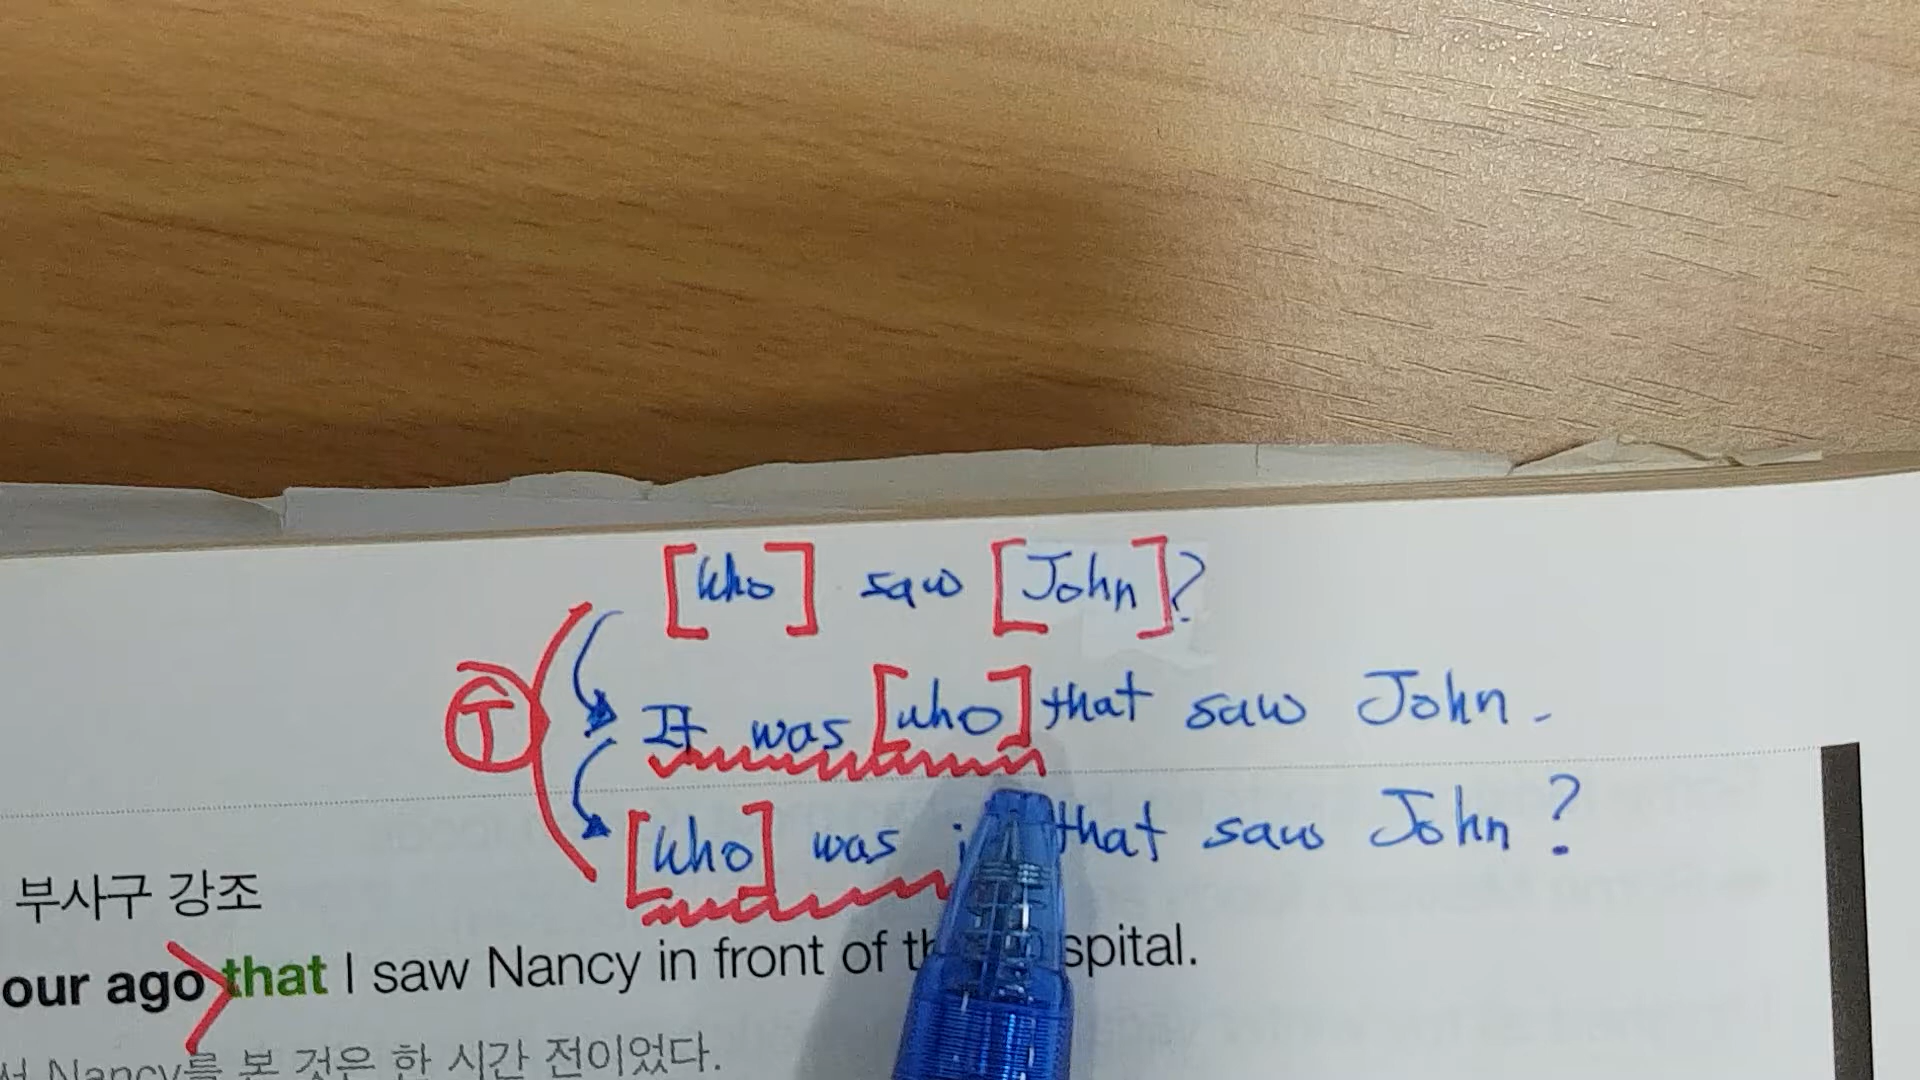 [who] saw [John]?
It was [who] that saw John.
T
[who] was that saw John?
부사구 강조
our ago that I saw Nancy in front of
spital.
서 Nancy를 본 것은 한 시간 전이었다.